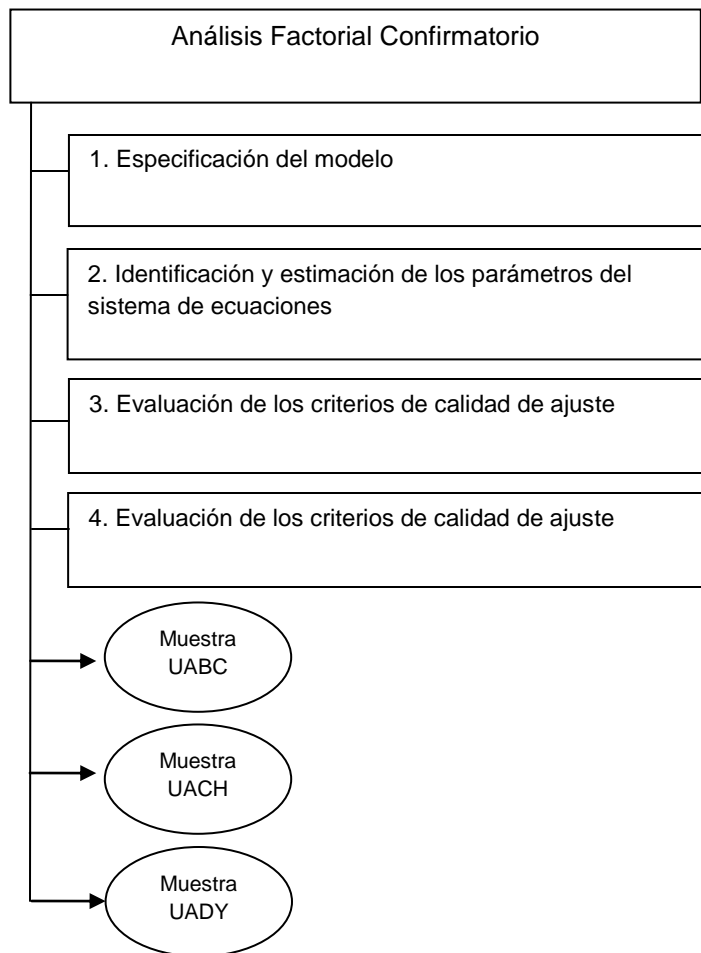 Análisis Factorial Confirmatorio
1. Especificación del modelo
2. Identificación y estimación de los parámetros del
sistema de ecuaciones
3. Evaluación de los criterios de calidad de ajuste
4. Evaluación de los criterios de calidad de ajuste
Muestra
UABC
Muestra
UACH
Muestra
UADY